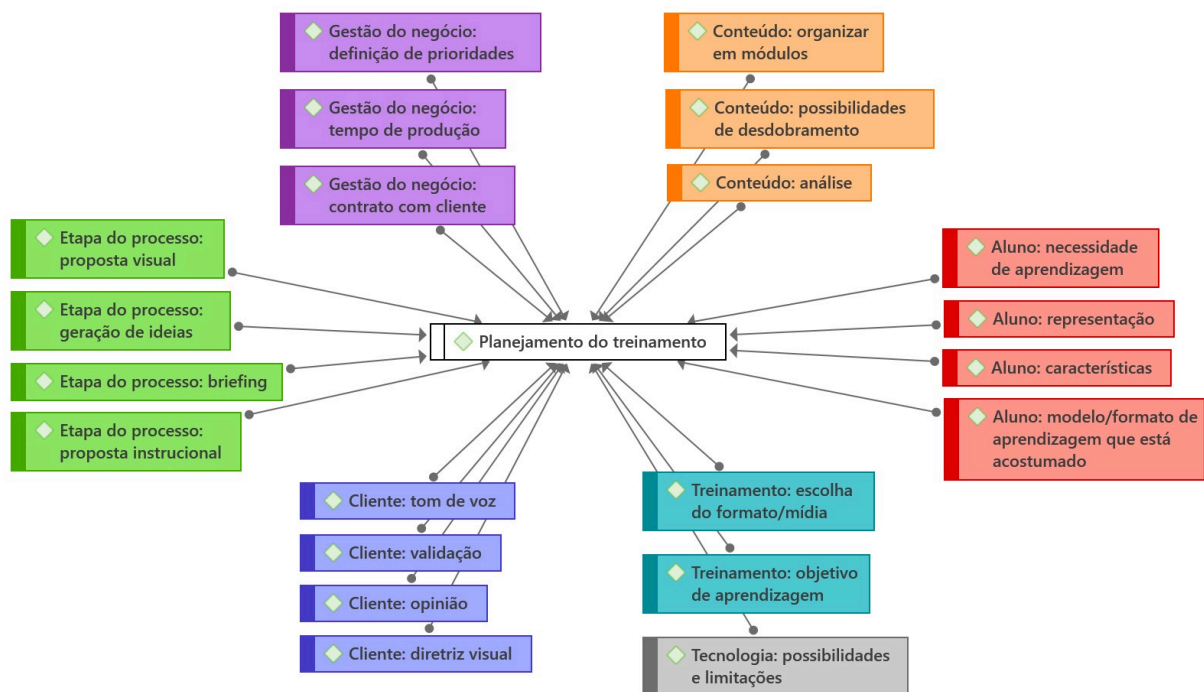 Gestão do negócio:
definição de prioridades
Gestão do negócio:
tempo de produção
Gestão do negócio:
contrato com cliente
Conteúdo: organizar
em módulos
Conteúdo: possibilidades
de desdobramento
Conteúdo: análise
Etapa do processo:
proposta visual
Etapa do processo:
geração de ideias
Etapa do processo: briefing
Etapa do processo:
proposta instrucional
Planejamento do treinamento
Aluno: necessidade
de aprendizagem
Aluno: representação
Aluno: características
Aluno: modelo/formato de
aprendizagem que está
acostumado
Cliente: tom de voz
Cliente: validação
Cliente: opinião
Cliente: diretriz visual
Treinamento: escolha
do formato/mídia
Treinamento: objetivo
de aprendizagem
Tecnologia: possibilidades
e limitações